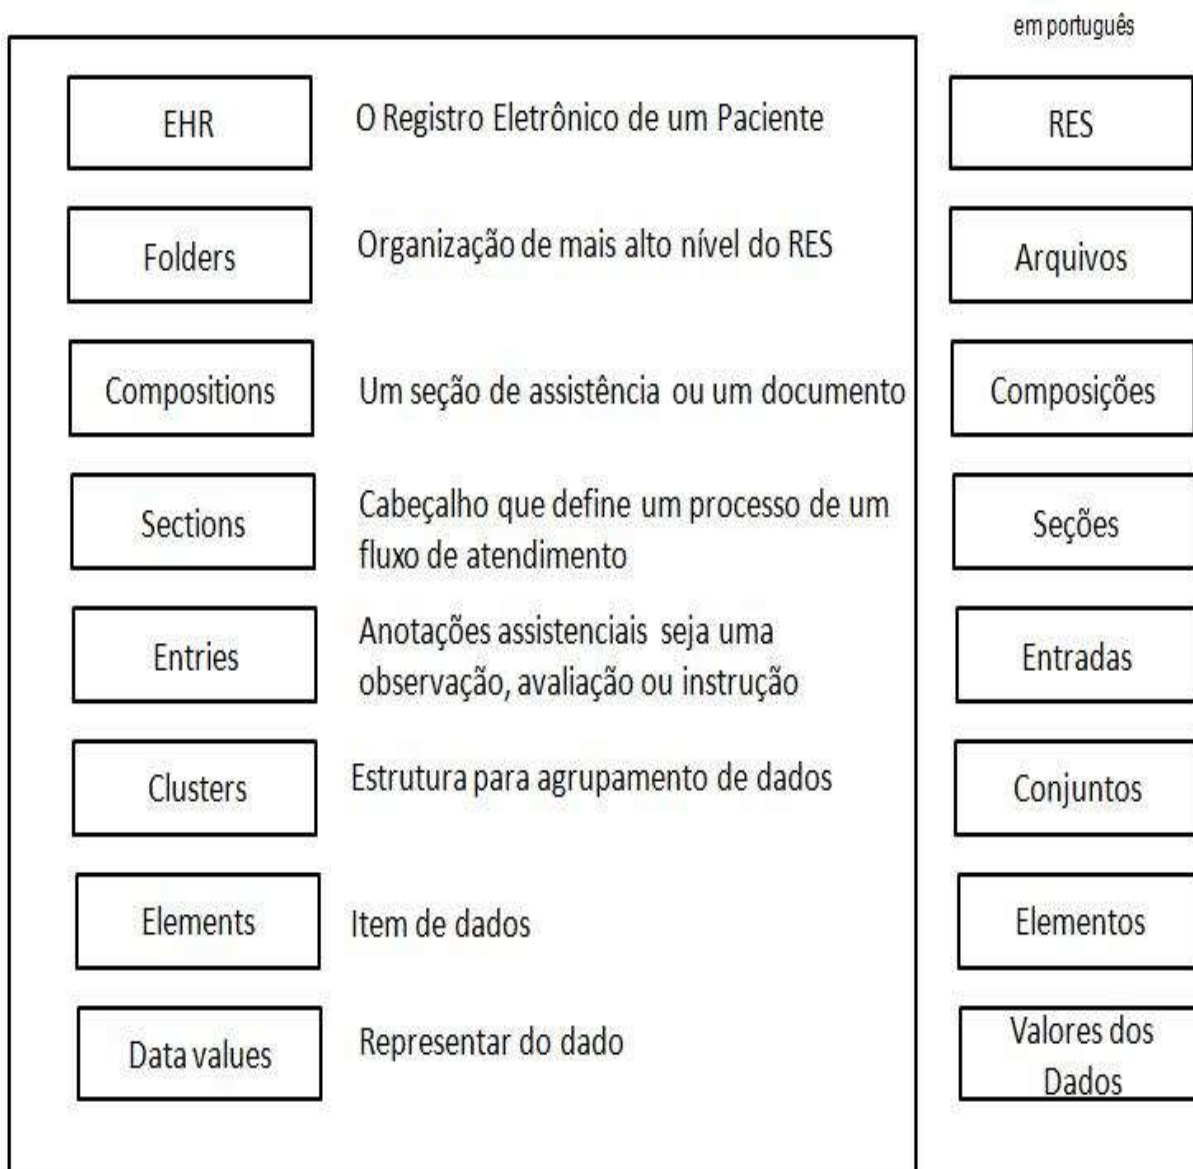 em português
EHR
O Registro Eletrônico de um Paciente
RES
Folders
Organização de mais alto nível do RES
Arquivos
Compositions
Um seção de assistência ou um documento
Composições
Sections
Cabeçalho que define um processo de um
fluxo de atendimento
Seções
Entries
Anotações assistenciais seja uma
observação, avaliação ou instrução
Entradas
Clusters
Estrutura para agrupamento de dados
Conjuntos
Elements
Item de dados
Elementos
Data values
Representar do dado
Valores dos
Dados